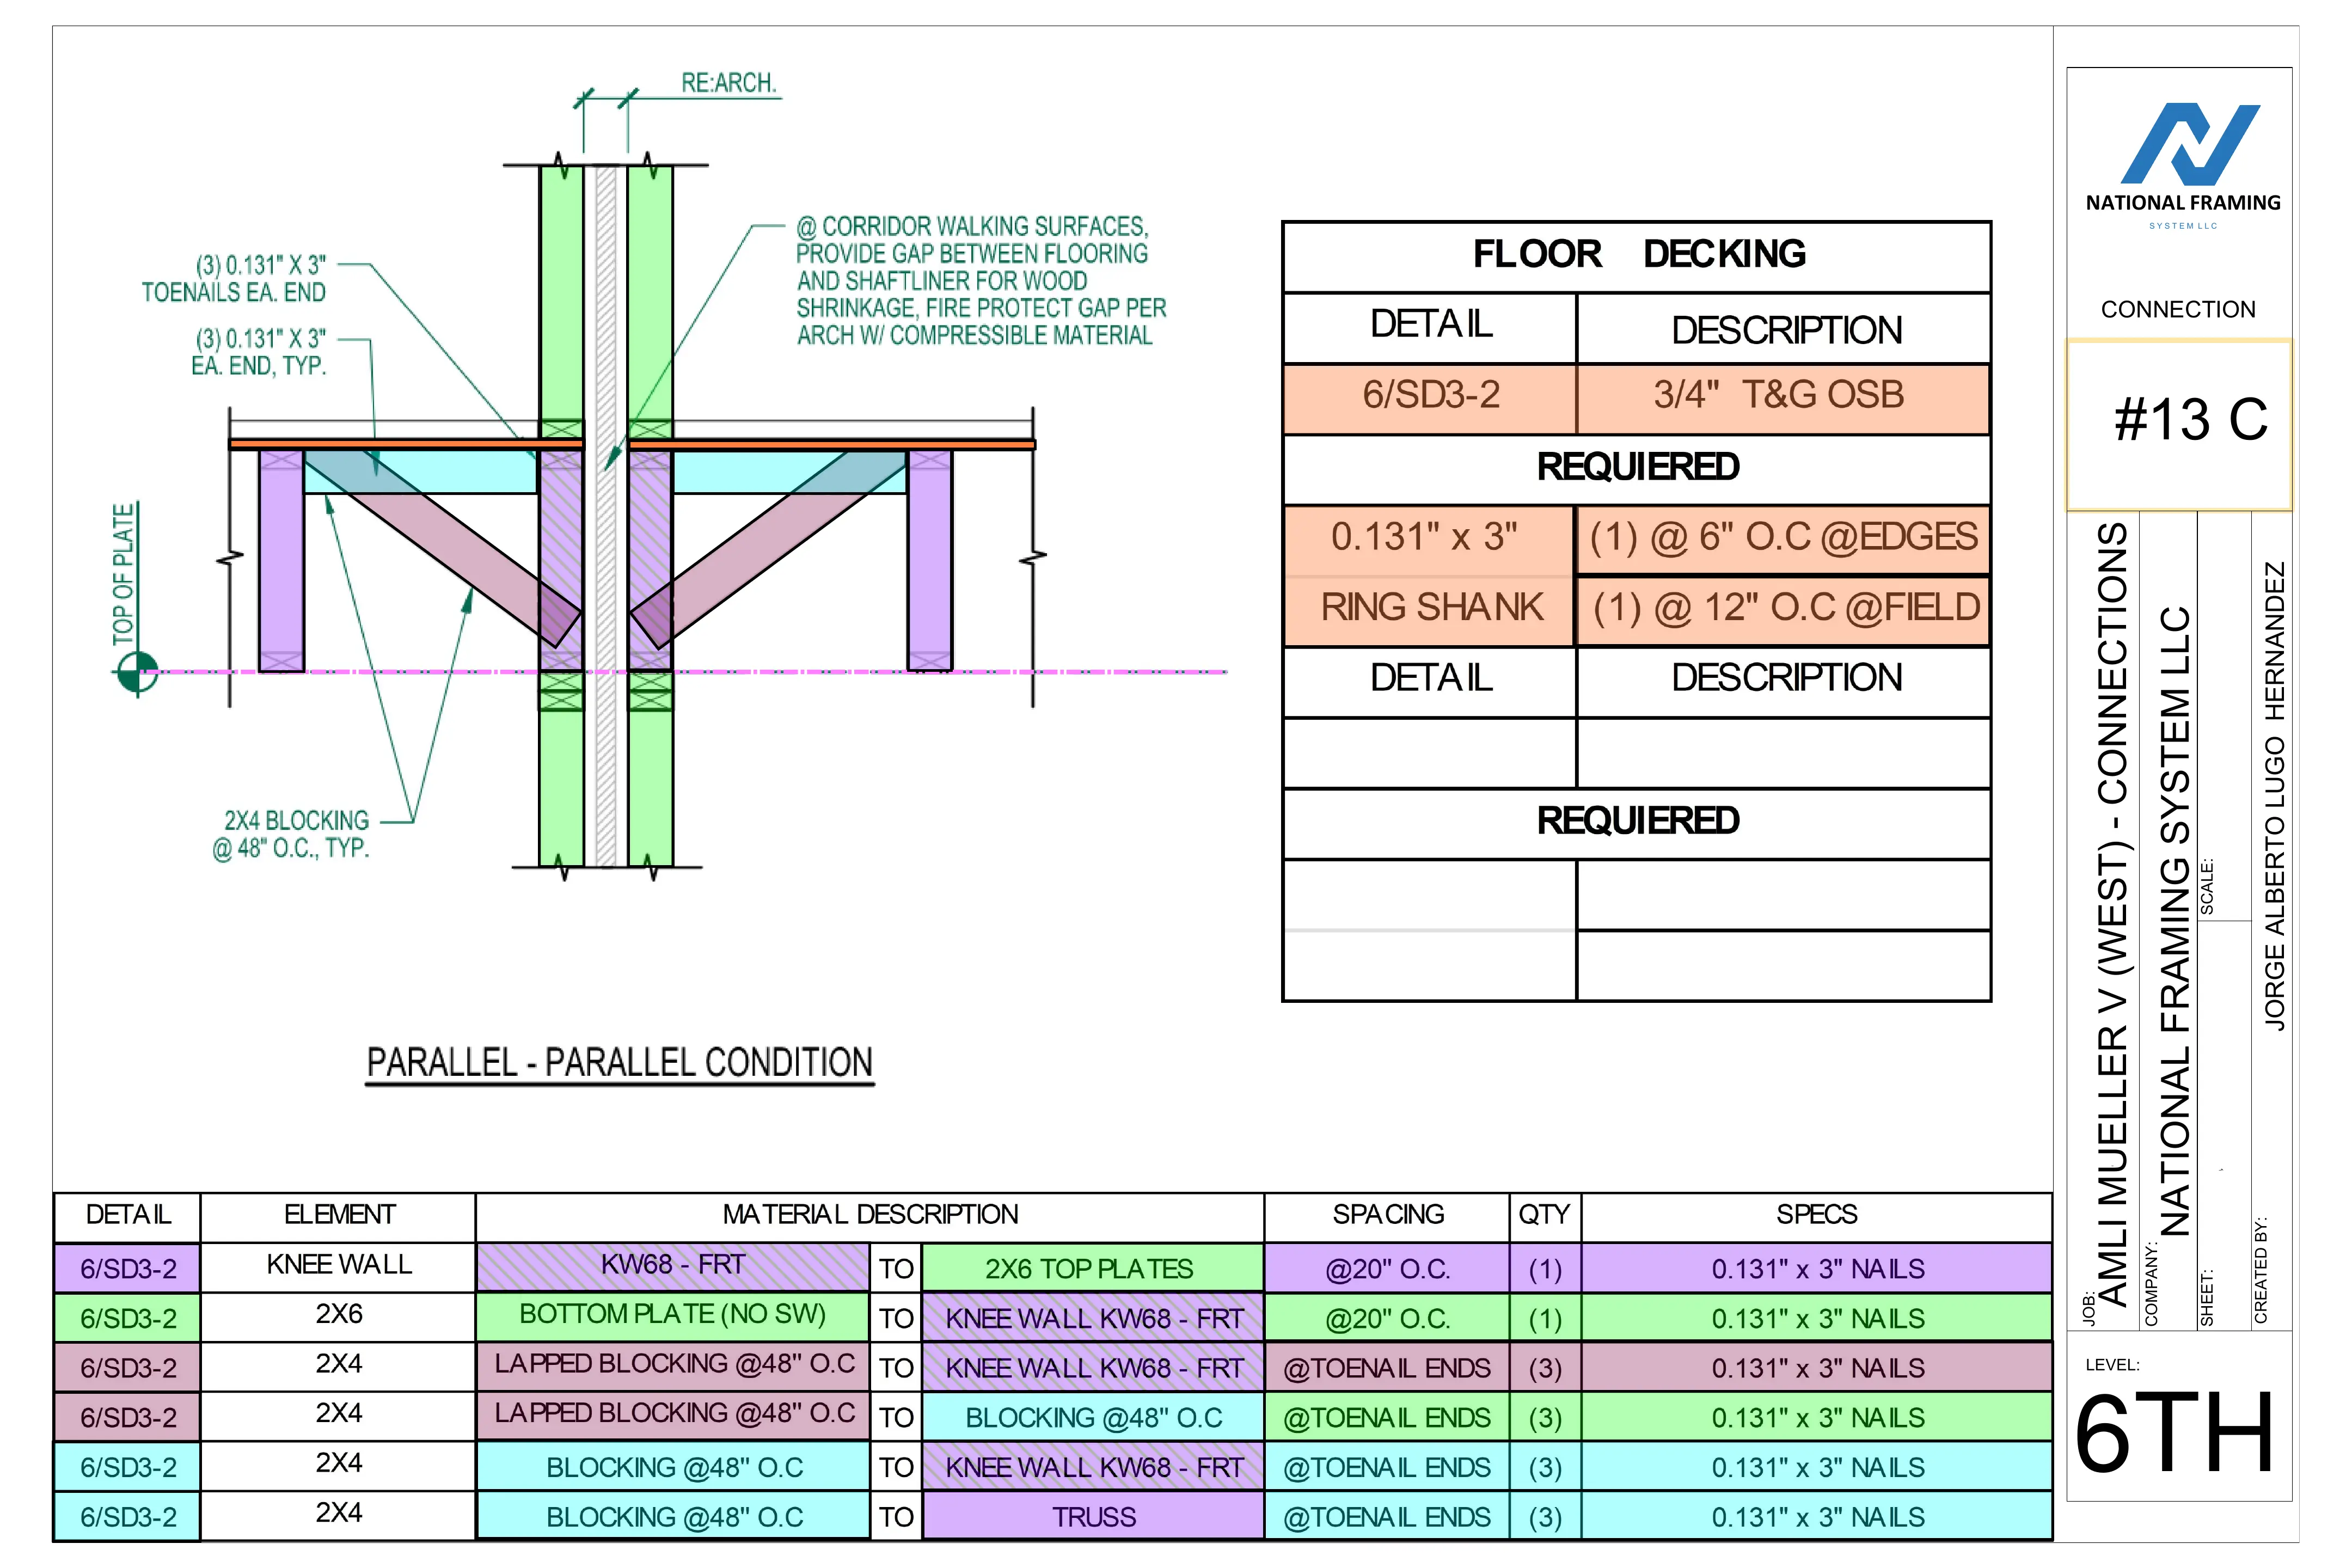 RE:ARCH.
(3) 0.131" X 3"
TOENAILS EA. END
(3) 0.131" X 3"
EA. END, TYP.
@ CORRIDOR WALKING SURFACES,
PROVIDE GAP BETWEEN FLOORING
AND SHAFTLINER FOR WOOD
SHRINKAGE, FIRE PROTECT GAP PER
ARCH W/ COMPRESSIBLE MATERIAL
TOP OF PLATE
2X4 BLOCKING
@ 48" O.C., TYP.
PARALLEL - PARALLEL CONDITION
FLOOR DECKING
DETAIL DESCRIPTION
6/SD3-2 3/4" T&G OSB
REQUIERED
0.131" x 3" (1) @ 6" O.C @EDGES
RING SHANK (1) @ 12" O.C @FIELD
DETAIL DESCRIPTION
REQUIERED
DETAIL ELEMENT MATERIAL DESCRIPTION SPACING QTY SPECS
6/SD3-2 KNEE WALL KW68 - FRT TO 2X6 TOP PLATES @20" O.C. (1) 0.131" x 3" NAILS
6/SD3-2 2X6 BOTTOM PLATE (NO SW) TO KNEE WALL KW68 - FRT @20" O.C. (1) 0.131" x 3" NAILS
6/SD3-2 2X4 LAPPED BLOCKING @48" O.C TO KNEE WALL KW68 - FRT @TOENAIL ENDS (3) 0.131" x 3" NAILS
6/SD3-2 2X4 LAPPED BLOCKING @48" O.C TO BLOCKING @48" O.C @TOENAIL ENDS (3) 0.131" x 3" NAILS
6/SD3-2 2X4 BLOCKING @48" O.C TO KNEE WALL KW68 - FRT @TOENAIL ENDS (3) 0.131" x 3" NAILS
6/SD3-2 2X4 BLOCKING @48" O.C TO TRUSS @TOENAIL ENDS (3) 0.131" x 3" NAILS
NATIONAL FRAMING
SYSTEM LLC
CONNECTION
#13 C
JOB: AMLI MUELLER V (WEST) - CONNECTIONS
COMPANY: NATIONAL FRAMING SYSTEM LLC
SHEET:
SCALE:
CREATED BY: JORGE ALBERTO LUGO HERNANDEZ
LEVEL:
6TH